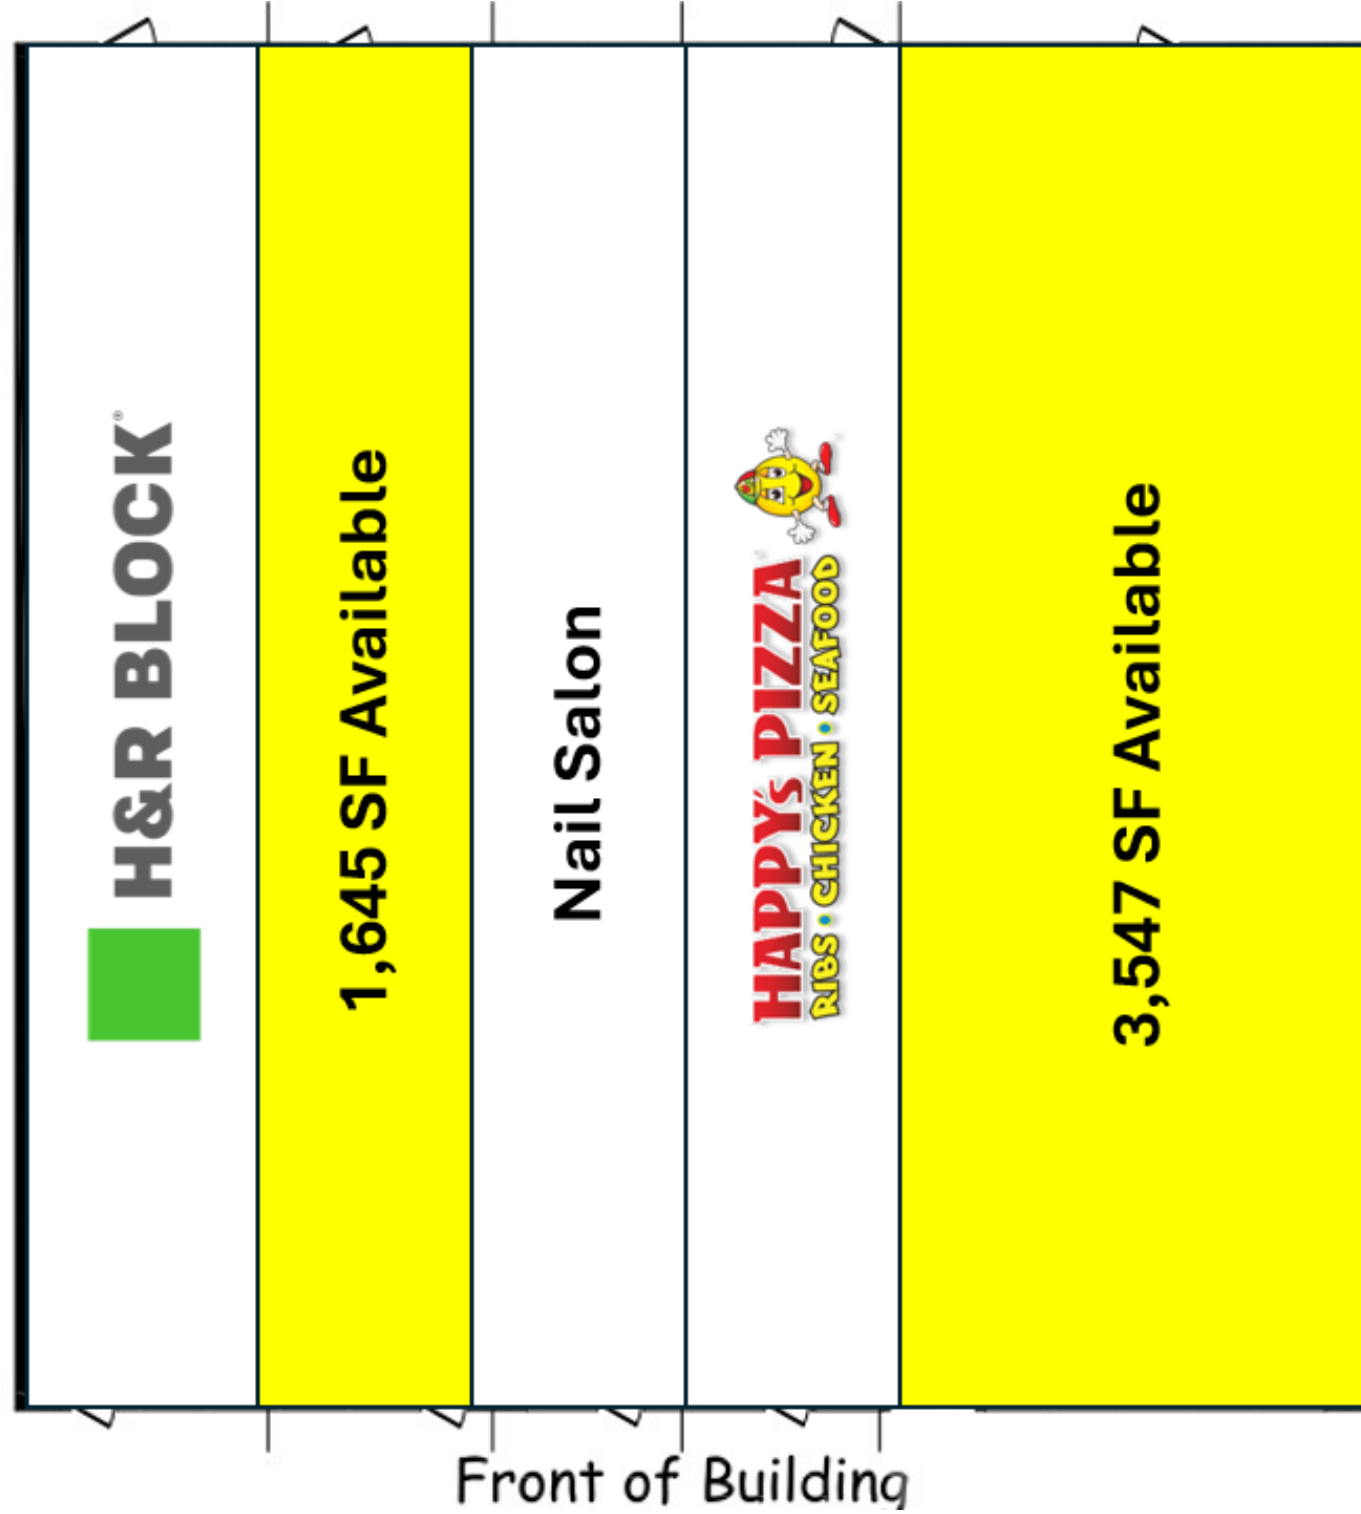 H&R BLOCK®
1,645 SF Available
Nail Salon
HAPPY's PIZZA
RIBS • CHICKEN • SEAFOOD
3,547 SF Available
Front of Building